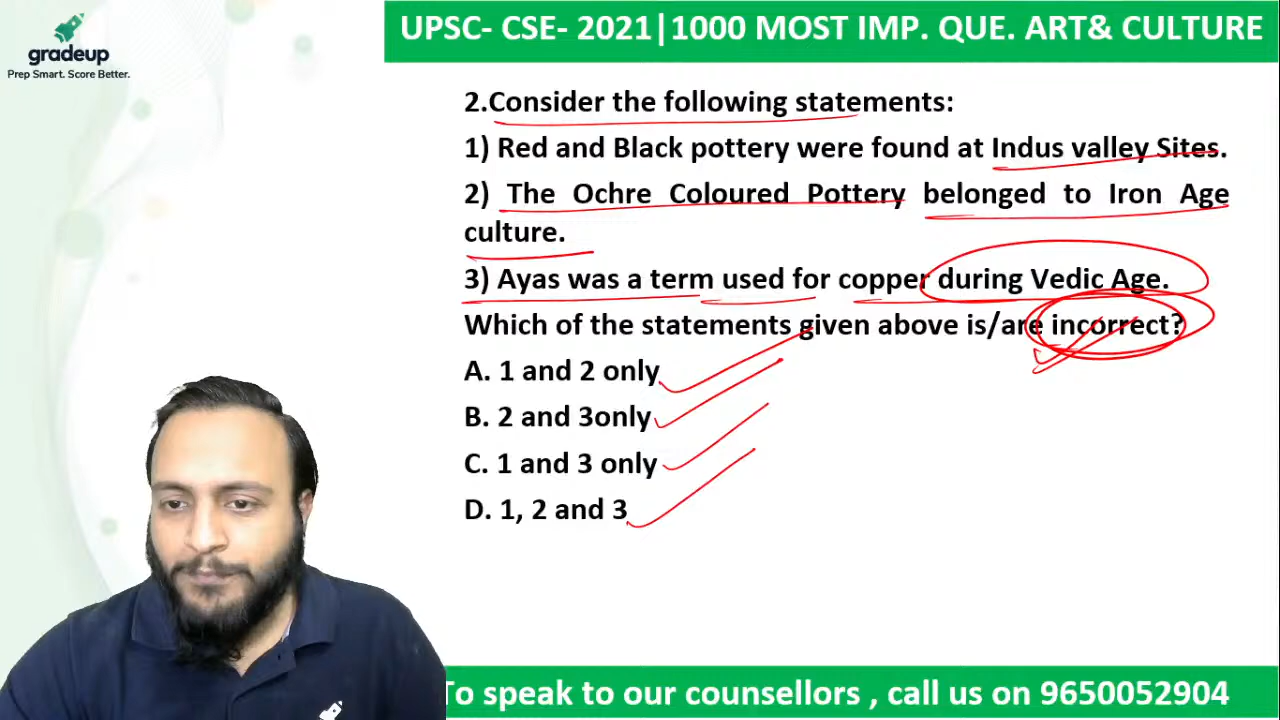 gradeup
Prep Smart. Score Better.
UPSC- CSE- 2021|1000 MOST IMP. QUE. ART& CULTURE
2.Consider the following statements:
1) Red and Black pottery were found at Indus valley Sites.
2) The Ochre Coloured Pottery belonged to Iron Age
culture.
3) Ayas was a term used for copper during Vedic Age.
Which of the statements given above is/are incorrect?
A. 1 and 2 only
B. 2 and 3only
C. 1 and 3 only
D. 1, 2 and 3
To speak to our counsellors , call us on 9650052904